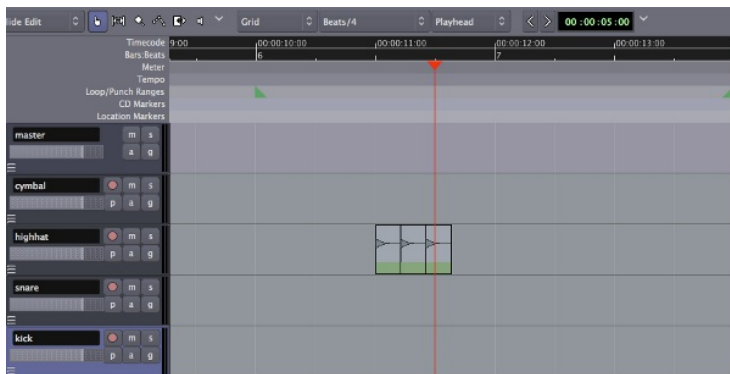 lide Edit Grid Beats/4 Playhead 00:00:05:00
Timecode 9:00 00:00:10:00 00:00:11:00 00:00:12:00 00:00:13:00
Bars:Beats 6 7
Meter
Tempo
Loop/Punch Ranges
CD Markers
Location Markers
master m s
a g
cymbal m s
p a g
highhat m s
p a g
snare m s
p a g
kick m s
p a g